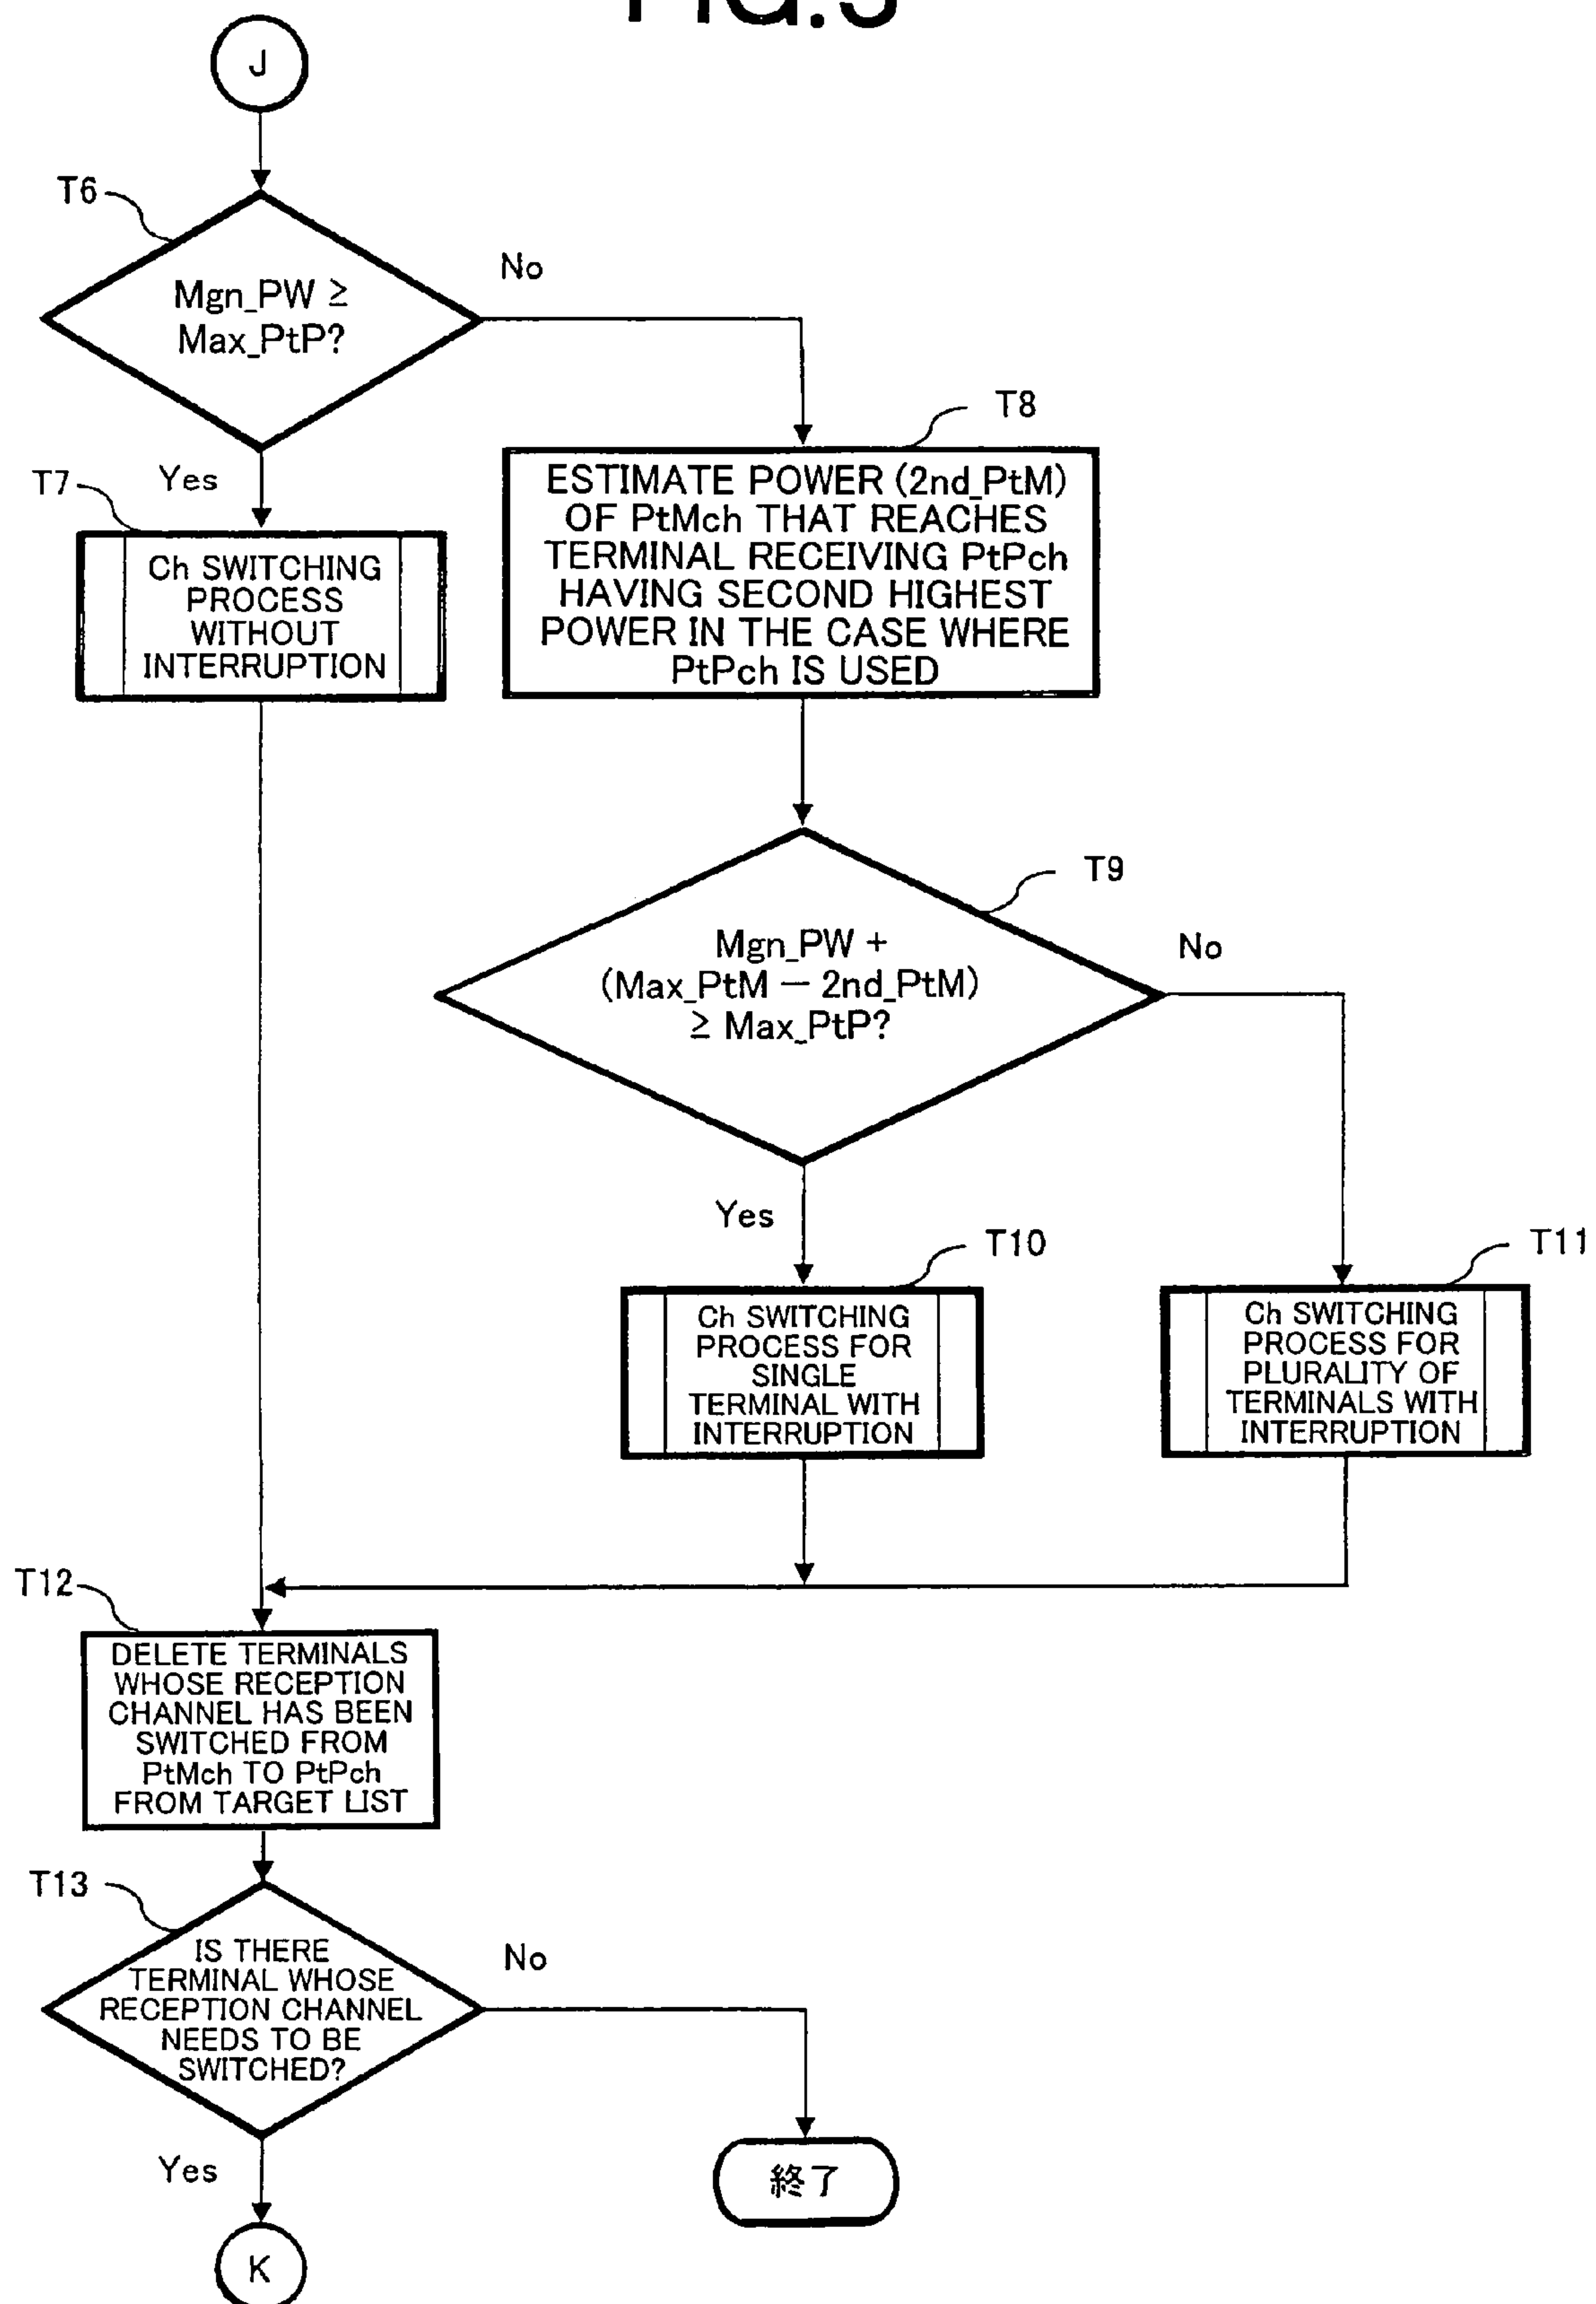 J
T6
Mgn_PW ≥
Max_PtP?
No
Yes
T7
Ch SWITCHING
PROCESS
WITHOUT
INTERRUPTION
T8
ESTIMATE POWER (2nd_PtM)
OF PtMch THAT REACHES
TERMINAL RECEIVING PtPch
HAVING SECOND HIGHEST
POWER IN THE CASE WHERE
PtPch IS USED
T9
Mgn_PW +
(Max_PtM － 2nd_PtM)
≥ Max_PtP?
No
Yes
T10
Ch SWITCHING
PROCESS FOR
SINGLE
TERMINAL WITH
INTERRUPTION
T11
Ch SWITCHING
PROCESS FOR
PLURALITY OF
TERMINALS WITH
INTERRUPTION
T12
DELETE TERMINALS
WHOSE RECEPTION
CHANNEL HAS BEEN
SWITCHED FROM
PtMch TO PtPch
FROM TARGET LIST
T13
IS THERE
TERMINAL WHOSE
RECEPTION CHANNEL
NEEDS TO BE
SWITCHED?
No
終了
Yes
K